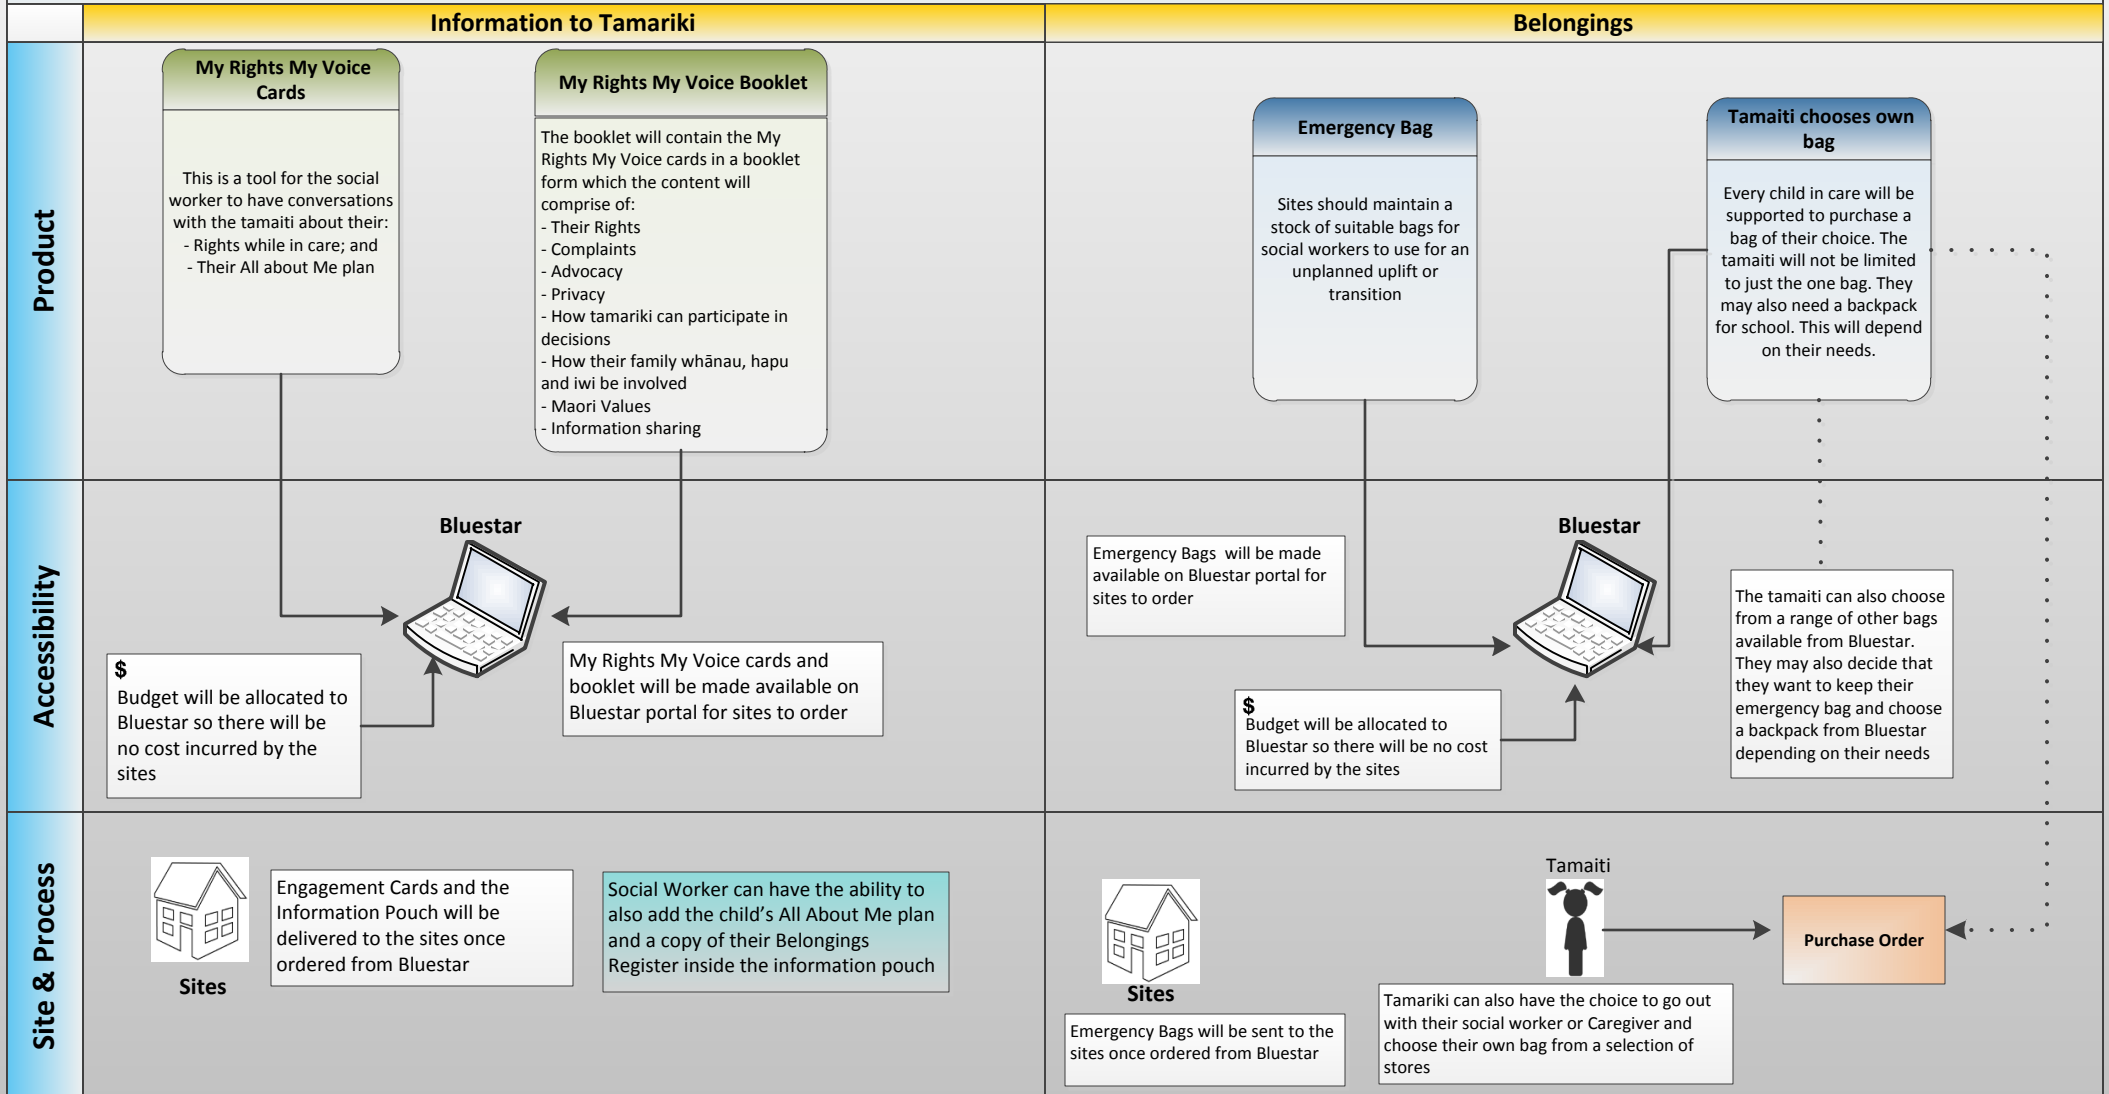 Information to Tamariki
Belongings
Product
My Rights My Voice
Cards
This is a tool for the social
worker to have conversations
with the tamaiti about their:
- Rights while in care; and
- Their All about Me plan
My Rights My Voice Booklet
The booklet will contain the My
Rights My Voice cards in a booklet
form which the content will
comprise of:
- Their Rights
- Complaints
- Advocacy
- Privacy
- How tamariki can participate in
decisions
- How their family whānau, hapu
and iwi be involved
- Maori Values
- Information sharing
Emergency Bag
Sites should maintain a
stock of suitable bags for
social workers to use for an
unplanned uplift or
transition
Tamaiti chooses own
bag
Every child in care will be
supported to purchase a
bag of their choice. The
tamaiti will not be limited
to just the one bag. They
may also need a backpack
for school. This will depend
on their needs.
Accessibility
Bluestar
$
Budget will be allocated to
Bluestar so there will be
no cost incurred by the
sites
My Rights My Voice cards and
booklet will be made available on
Bluestar portal for sites to order
Emergency Bags  will be made
available on Bluestar portal for
sites to order
Bluestar
$
Budget will be allocated to
Bluestar so there will be no cost
incurred by the sites
The tamaiti can also choose
from a range of other bags
available from Bluestar.
They may also decide that
they want to keep their
emergency bag and choose
a backpack from Bluestar
depending on their needs
Site & Process
Sites
Engagement Cards and the
Information Pouch will be
delivered to the sites once
ordered from Bluestar
Social Worker can have the ability to
also add the child's All About Me plan
and a copy of their Belongings
Register inside the information pouch
Sites
Emergency Bags will be sent to the
sites once ordered from Bluestar
Tamaiti
Tamariki can also have the choice to go out
with their social worker or Caregiver and
choose their own bag from a selection of
stores
Purchase Order